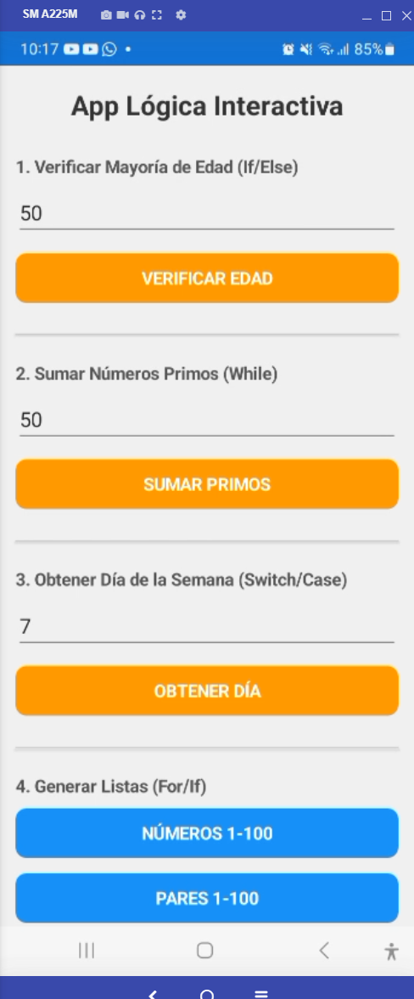 SM A225M
10:17
85%
App Lógica Interactiva
1. Verificar Mayoría de Edad (If/Else)
50
VERIFICAR EDAD
2. Sumar Números Primos (While)
50
SUMAR PRIMOS
3. Obtener Día de la Semana (Switch/Case)
7
OBTENER DÍA
4. Generar Listas (For/If)
NÚMEROS 1-100
PARES 1-100